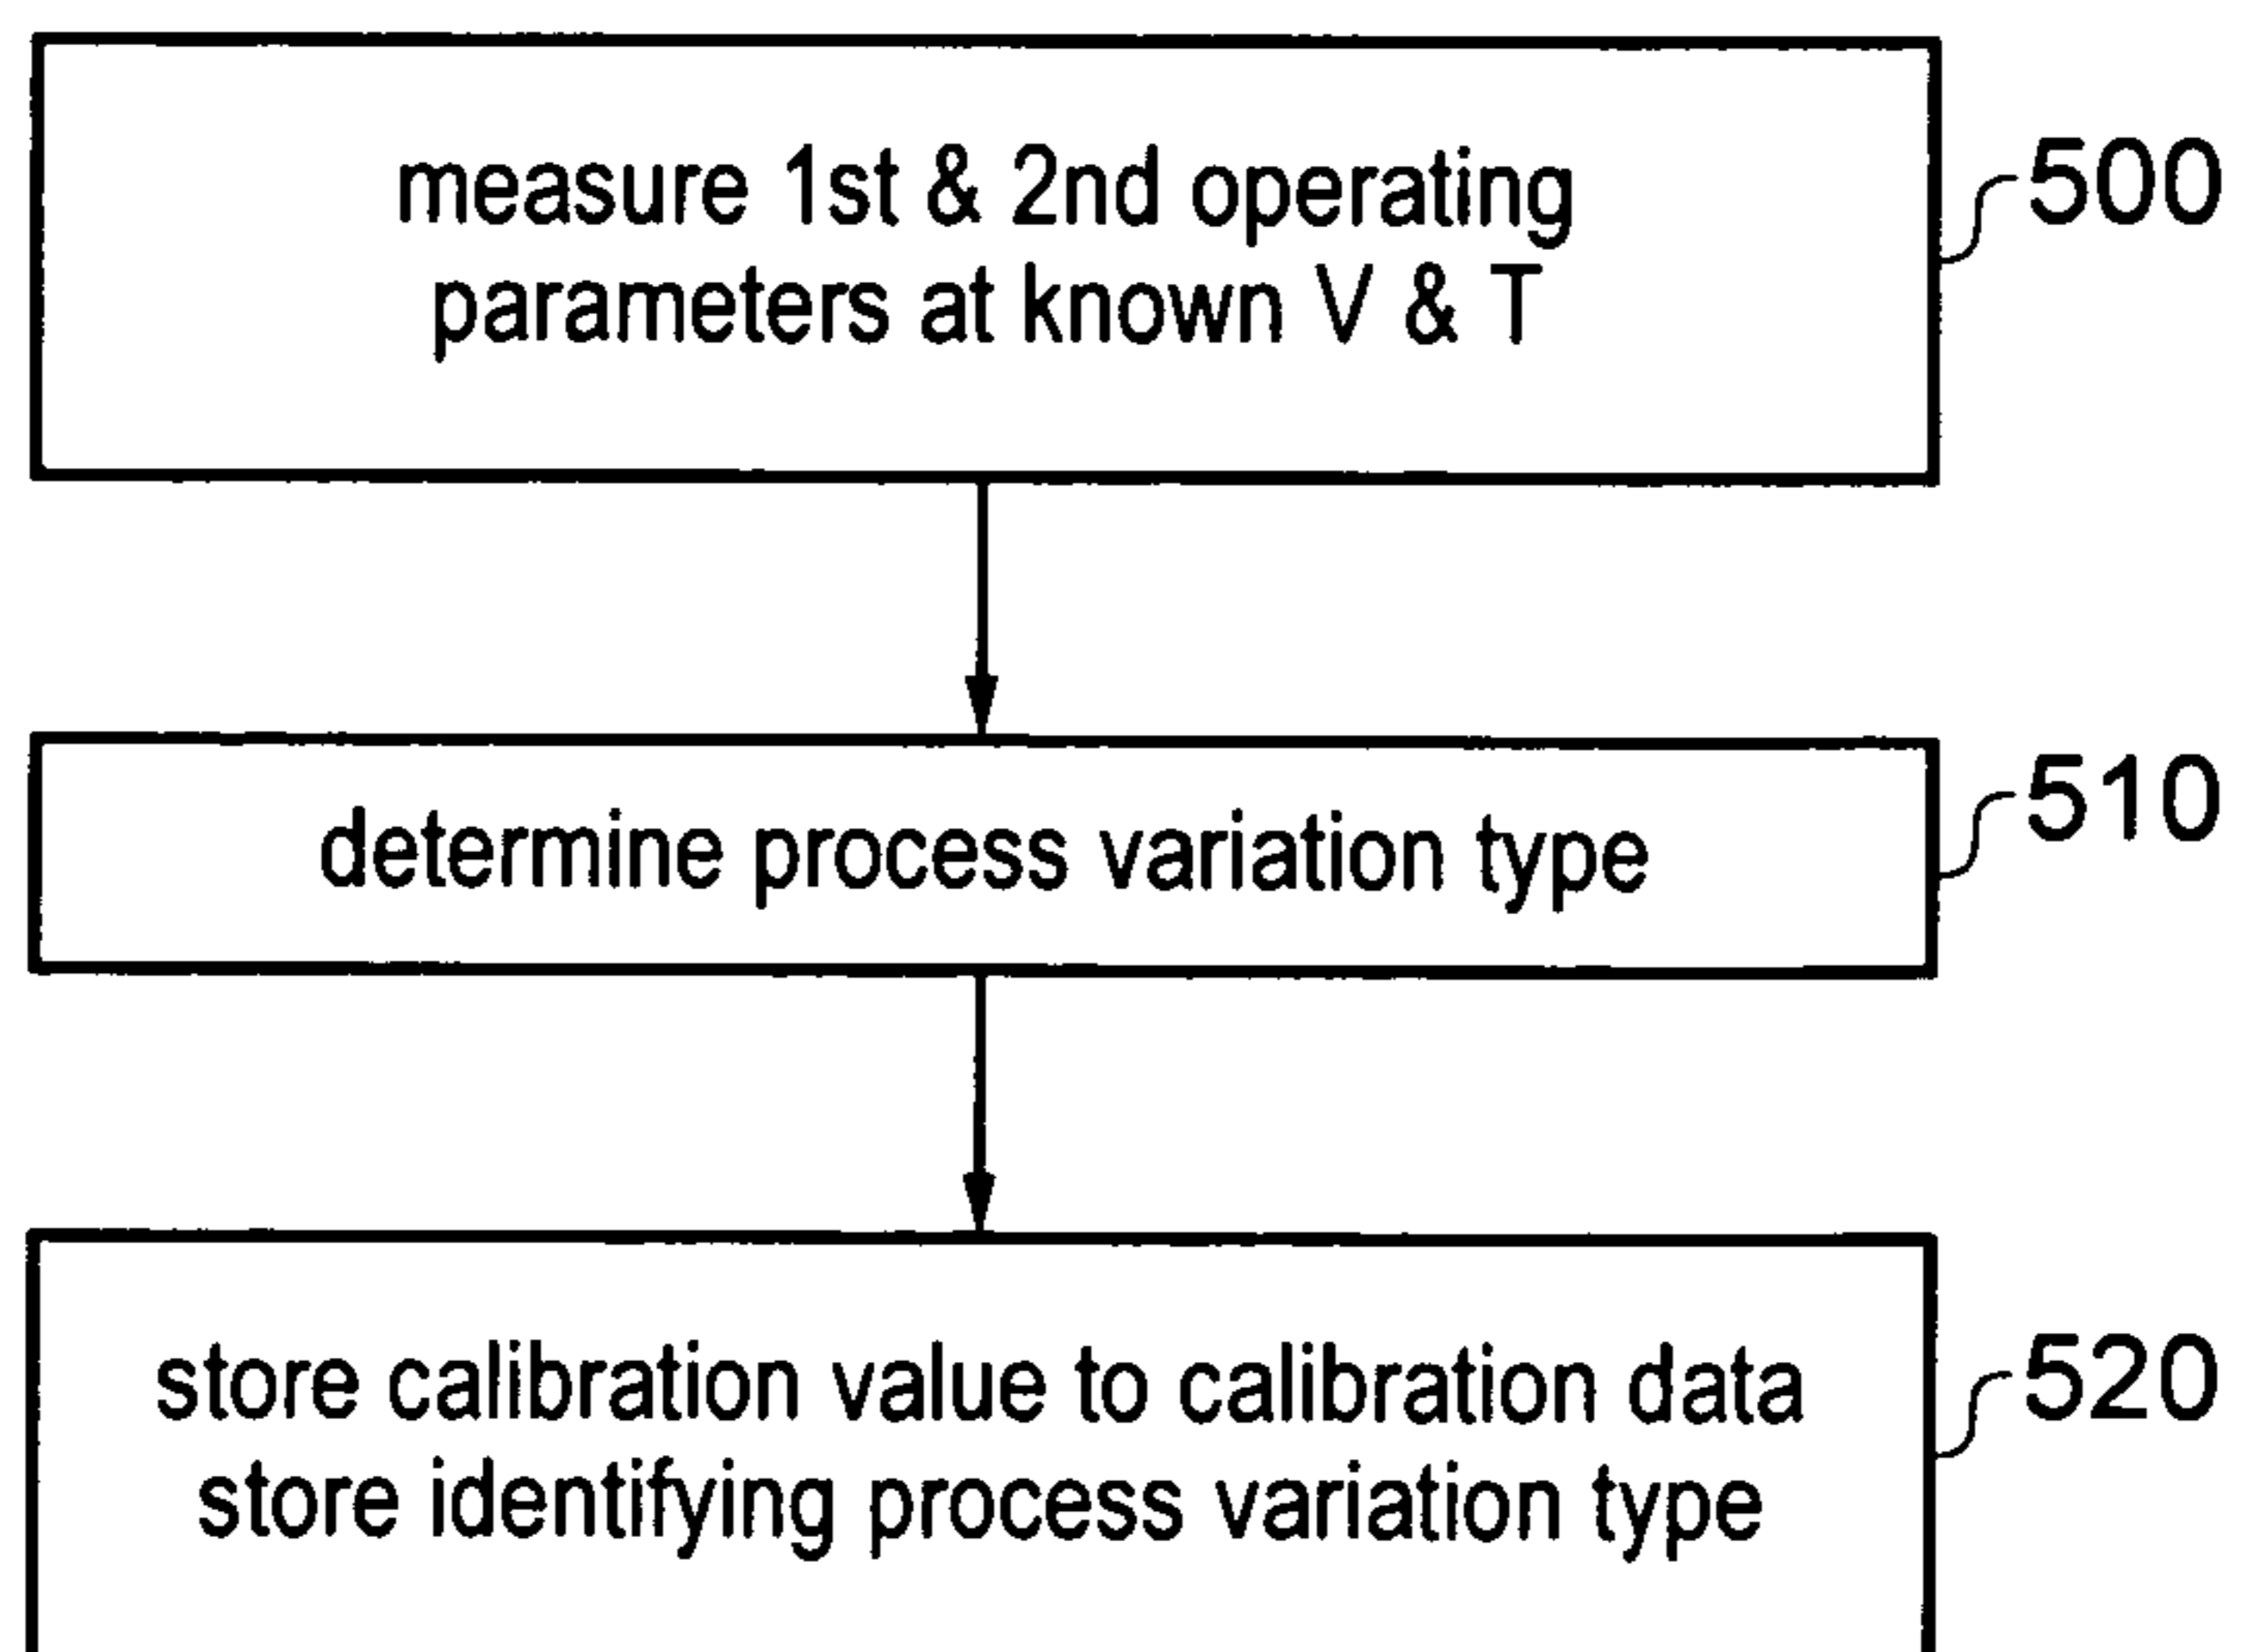 measure 1st & 2nd operating
parameters at known V & T
500
determine process variation type
510
store calibration value to calibration data
store identifying process variation type
520